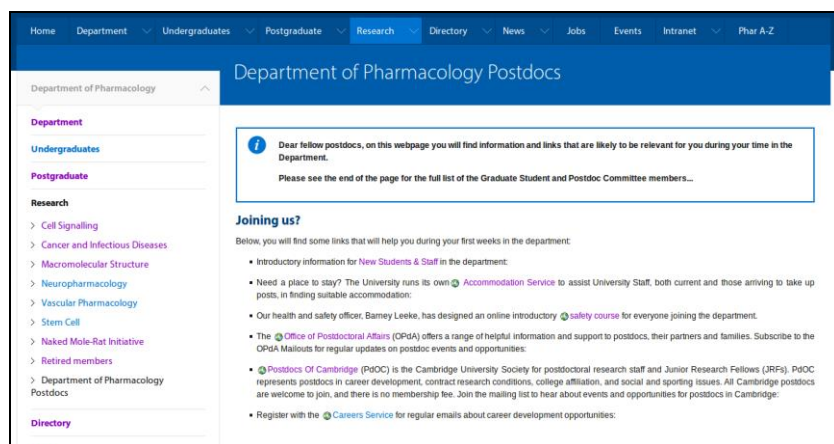 Home Department Undergraduates Postgraduate Research Directory News Jobs Events Intranet Phar A-Z
Department of Pharmacology Postdocs
Department of Pharmacology
Department
Undergraduates
Postgraduate
Research
> Cell Signalling
> Cancer and Infectious Diseases
> Macromolecular Structure
> Neuropharmacology
> Vascular Pharmacology
> Stem Cell
> Naked Mole-Rat Initiative
> Retired members
> Department of Pharmacology
Postdocs
Directory
i
Dear fellow postdocs, on this webpage you will find information and links that are likely to be relevant for you during your time in the
Department.
Please see the end of the page for the full list of the Graduate Student and Postdoc Committee members...
Joining us?
Below, you will find some links that will help you during your first weeks in the department:
▪ Introductory information for New Students & Staff in the department:
▪ Need a place to stay? The University runs its own Accommodation Service to assist University Staff, both current and those arriving to take up
posts, in finding suitable accommodation:
▪ Our health and safety officer, Barney Leeke, has designed an online introductory safety course for everyone joining the department.
▪ The Office of Postdoctoral Affairs (OPdA) offers a range of helpful information and support to postdocs, their partners and families. Subscribe to the
OPdA Mailouts for regular updates on postdoc events and opportunities:
▪ Postdocs Of Cambridge (PdOC) is the Cambridge University Society for postdoctoral research staff and Junior Research Fellows (JRFs). PdOC
represents postdocs in career development, contract research conditions, college affiliation, and social and sporting issues. All Cambridge postdocs
are welcome to join, and there is no membership fee. Join the mailing list to hear about events and opportunities for postdocs in Cambridge:
▪ Register with the Careers Service for regular emails about career development opportunities: